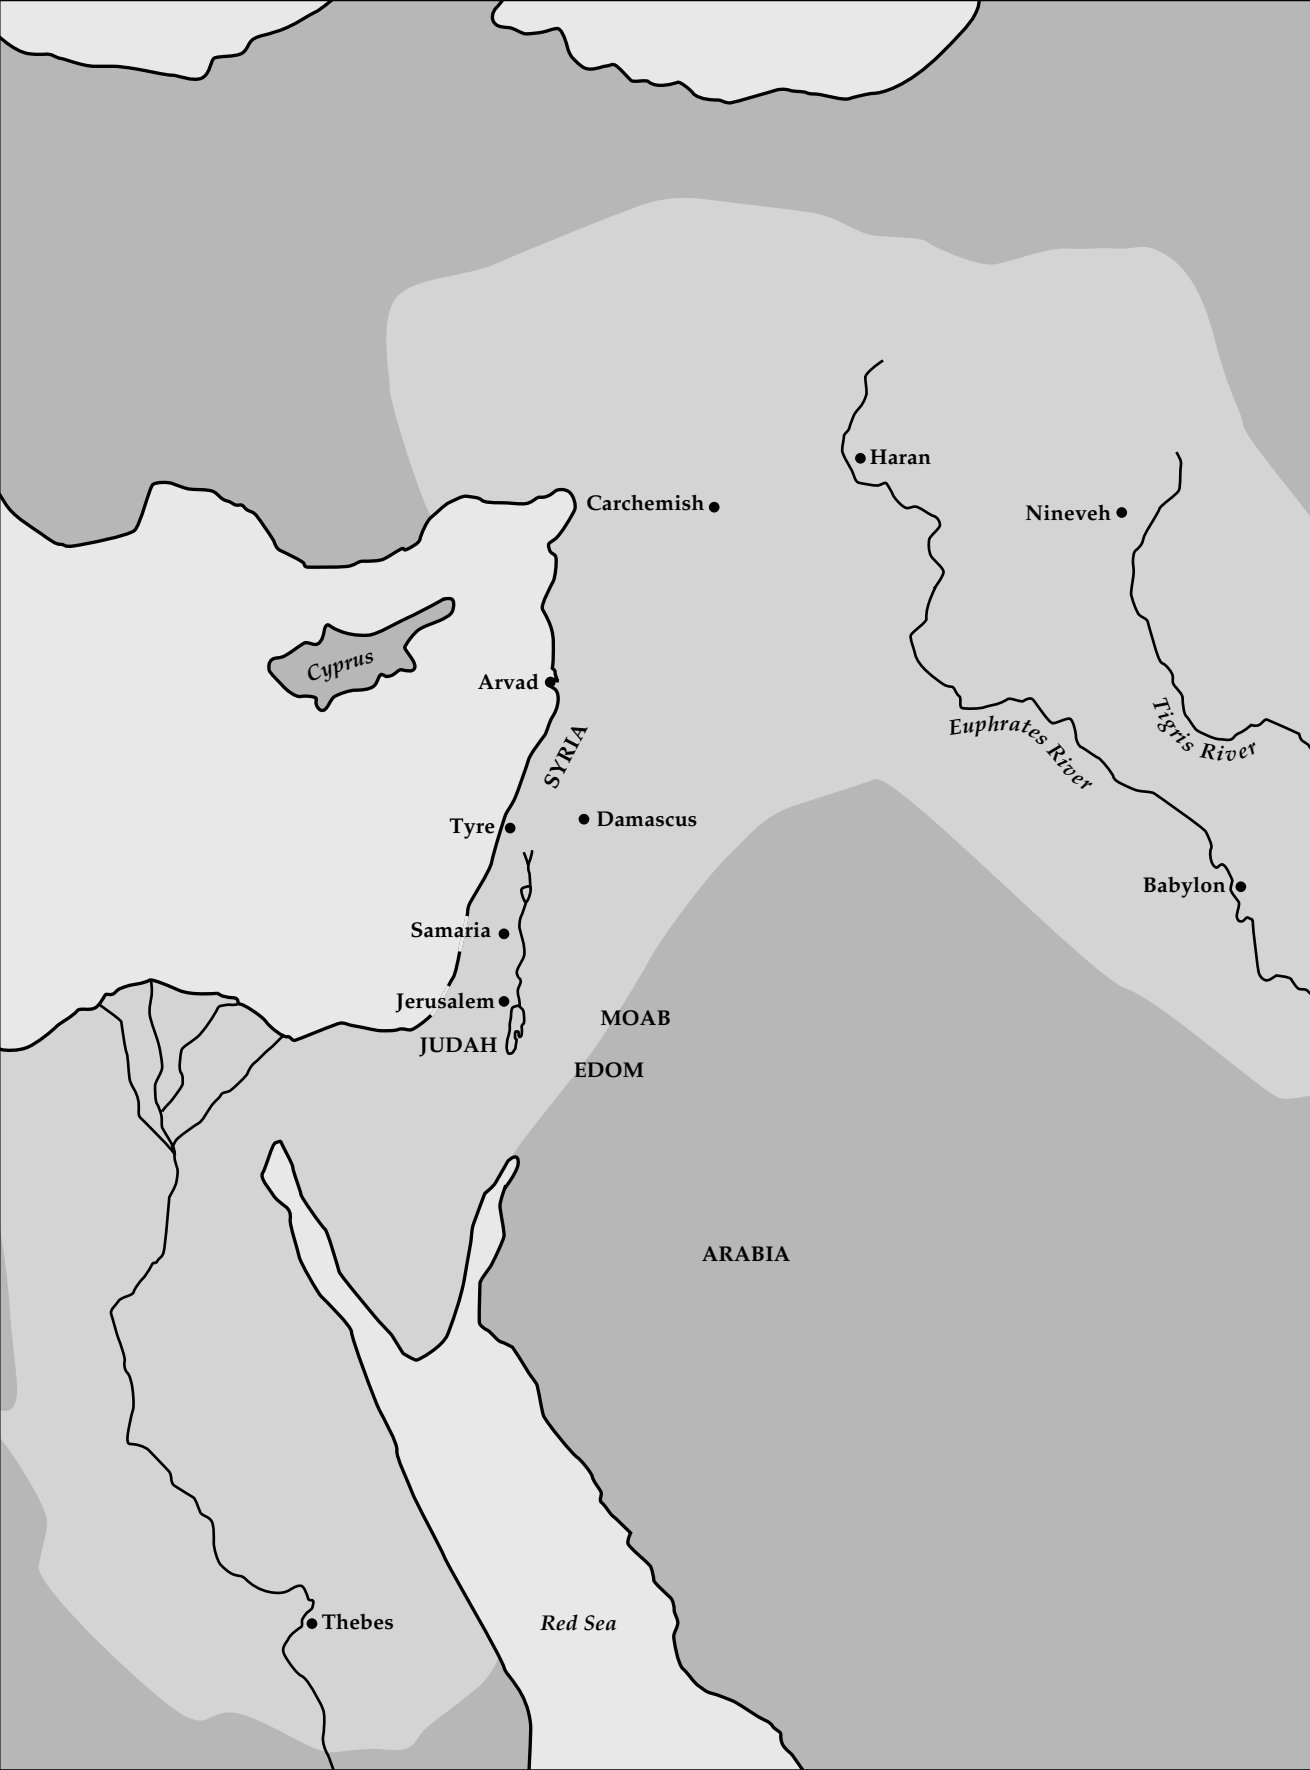 Haran
Carchemish
Nineveh
Cyprus
Arvad
Tigris River
Euphrates River
SYRIA
Tyre
Damascus
Babylon
Samaria
Jerusalem
MOAB
JUDAH
EDOM
ARABIA
Thebes
Red Sea